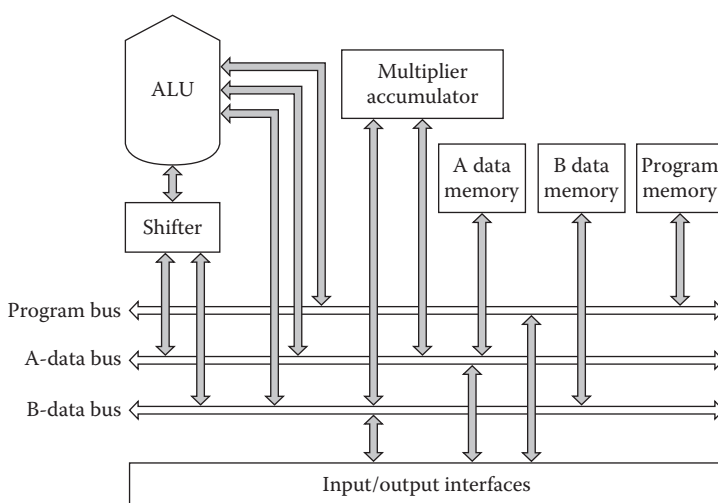 ALU
Multiplier
accumulator
A data
memory
B data
memory
Program
memory
Shifter
Program bus
A-data bus
B-data bus
Input/output interfaces